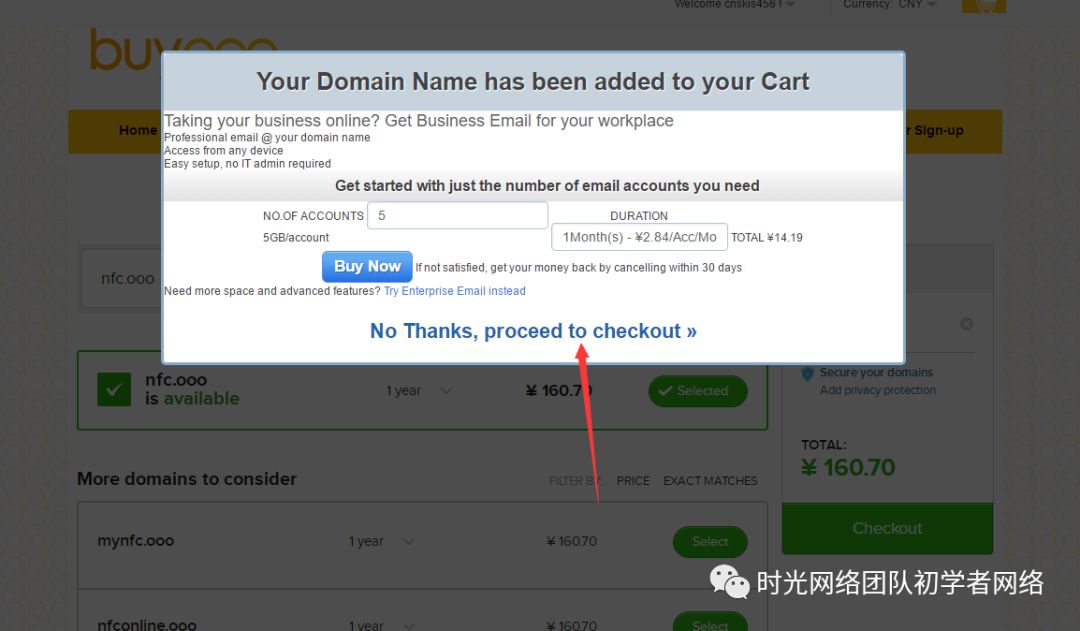 Welcome cnskis456 !
Currency: CNY
buyooo
Your Domain Name has been added to your Cart
Taking your business online? Get Business Email for your workplace
Professional email @ your domain name
Access from any device
Easy setup, no IT admin required
Home
r Sign-up
Get started with just the number of email accounts you need
NO.OF ACCOUNTS 5 DURATION
5GB/account 1Month(s) - ¥2.84/Acc/Mo TOTAL ¥14.19
Buy Now If not satisfied, get your money back by cancelling within 30 days
Need more space and advanced features? Try Enterprise Email instead
No Thanks, proceed to checkout »
nfc.ooo
nfc.ooo
is available
1 year
¥ 160.70
Selected
Secure your domains
Add privacy protection
TOTAL:
¥ 160.70
Checkout
More domains to consider
FILTER BY: PRICE EXACT MATCHES
mynfc.ooo 1 year ¥ 160.70 Select
nfconline.ooo 1 year ¥ 160.70 Select
时光网络团队初学者网络